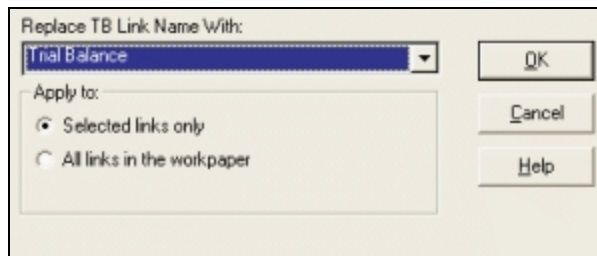 Replace TB Link Name With:
Trial Balance
OK
Apply to:
Selected links only
Cancel
All links in the workpaper
Help